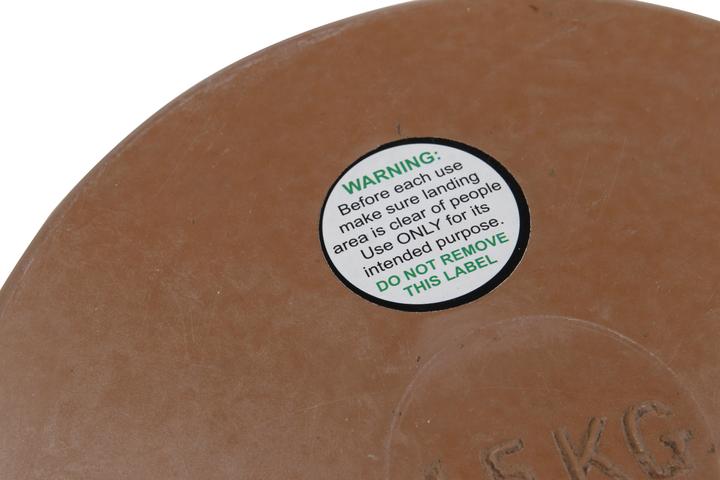 WARNING:
Before each use
make sure landing
area is clear of people
Use ONLY for its
intended purpose.
DO NOT REMOVE
THIS LABEL
KG